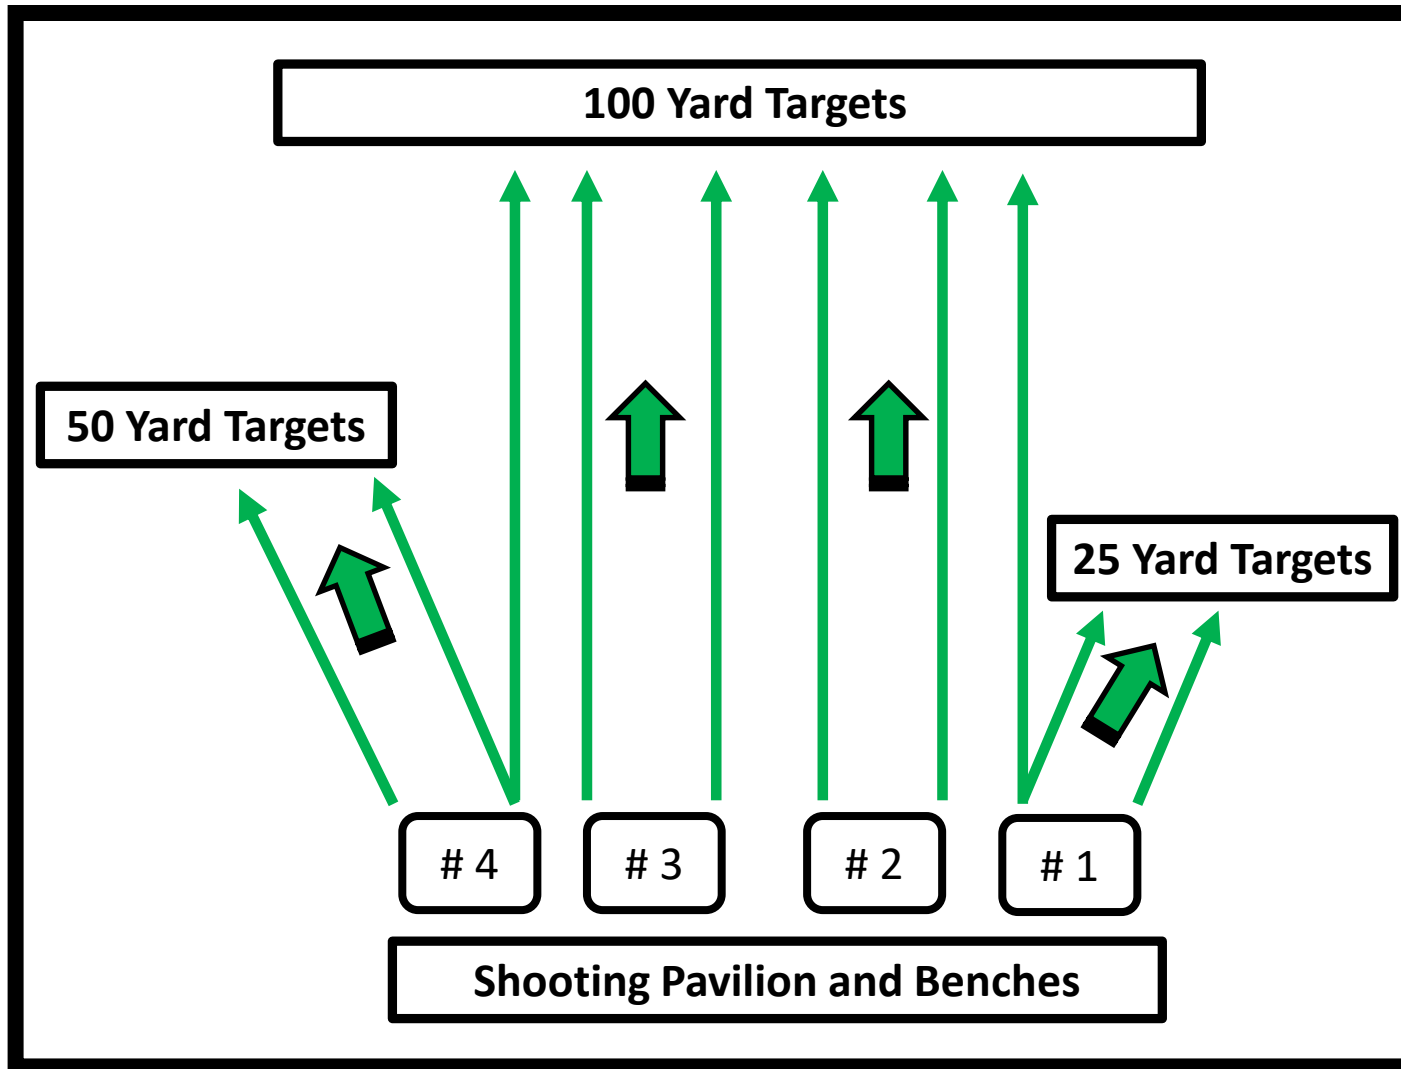 100 Yard Targets
50 Yard Targets
25 Yard Targets
# 4
# 3
# 2
# 1
Shooting Pavilion and Benches